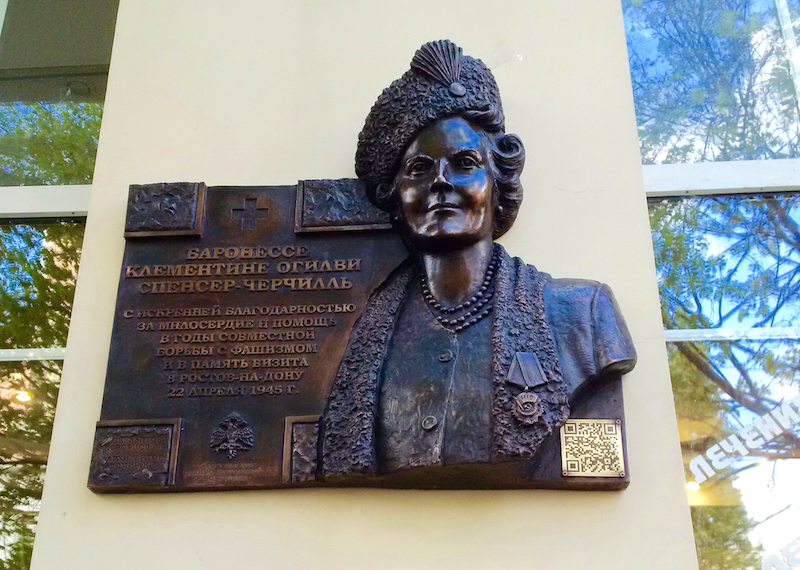 БАРОНЕССЕ
КЛЕМЕНТИНЕ ОГИЛВИ
СПЕНСЕР-ЧЕРЧИЛЛЬ
С ИСКРЕННЕЙ БЛАГОДАРНОСТЬЮ
ЗА МИЛОСЕРДИЕ И ПОМОЩЬ
В ГОДЫ СОВМЕСТНОЙ
БОРЬБЫ С ФАШИЗМОМ
И В ПАМЯТЬ ВИЗИТА
В РОСТОВ-НА-ДОНУ
22 АПРЕЛЯ 1945 Г.